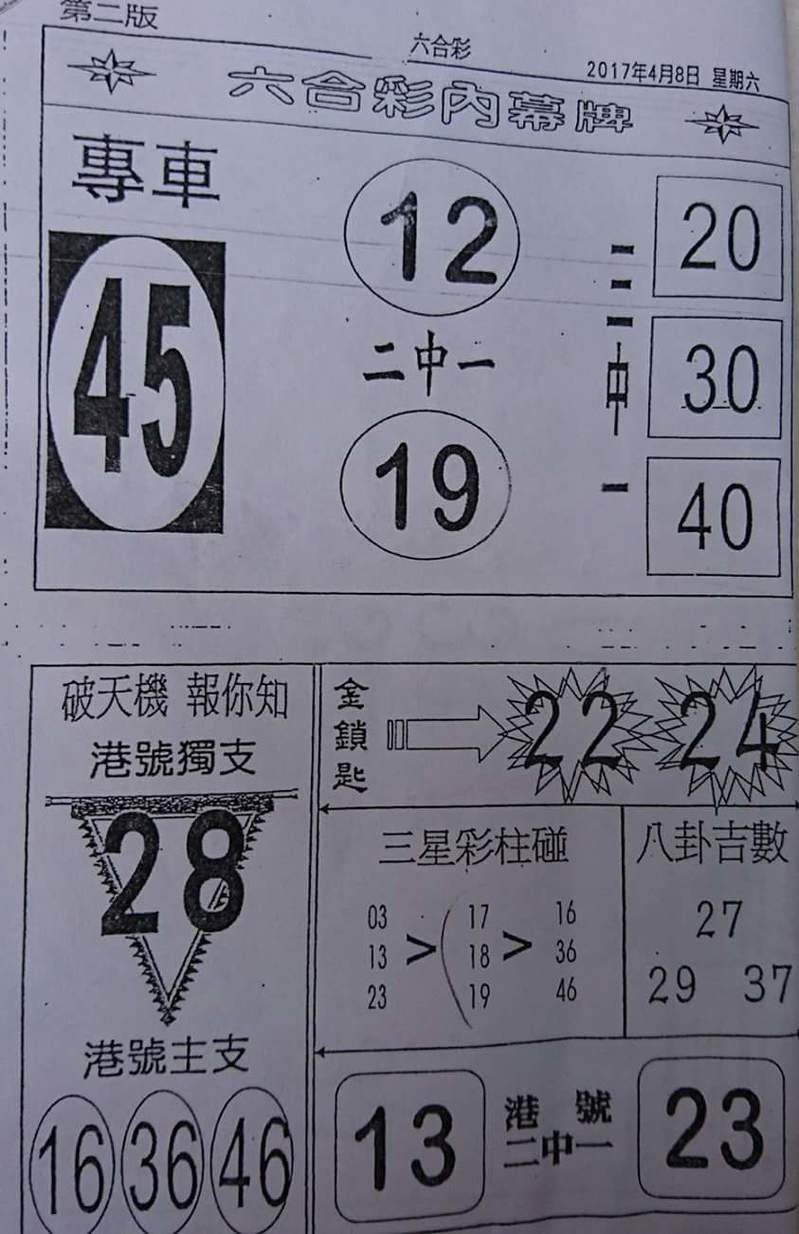 第二版
六合彩
2017年4月8日 星期六
六合彩內幕牌
專車
45
12
二中一
19
三中一
20
30
40
破天機 報你知
港號獨支
28
港號主支
16 36 46
金鎖匙
22 24
三星彩柱碰
03 17 16
13 > 18 > 36
23 19 46
八卦吉數
27
29 37
13
港號
二中一
23